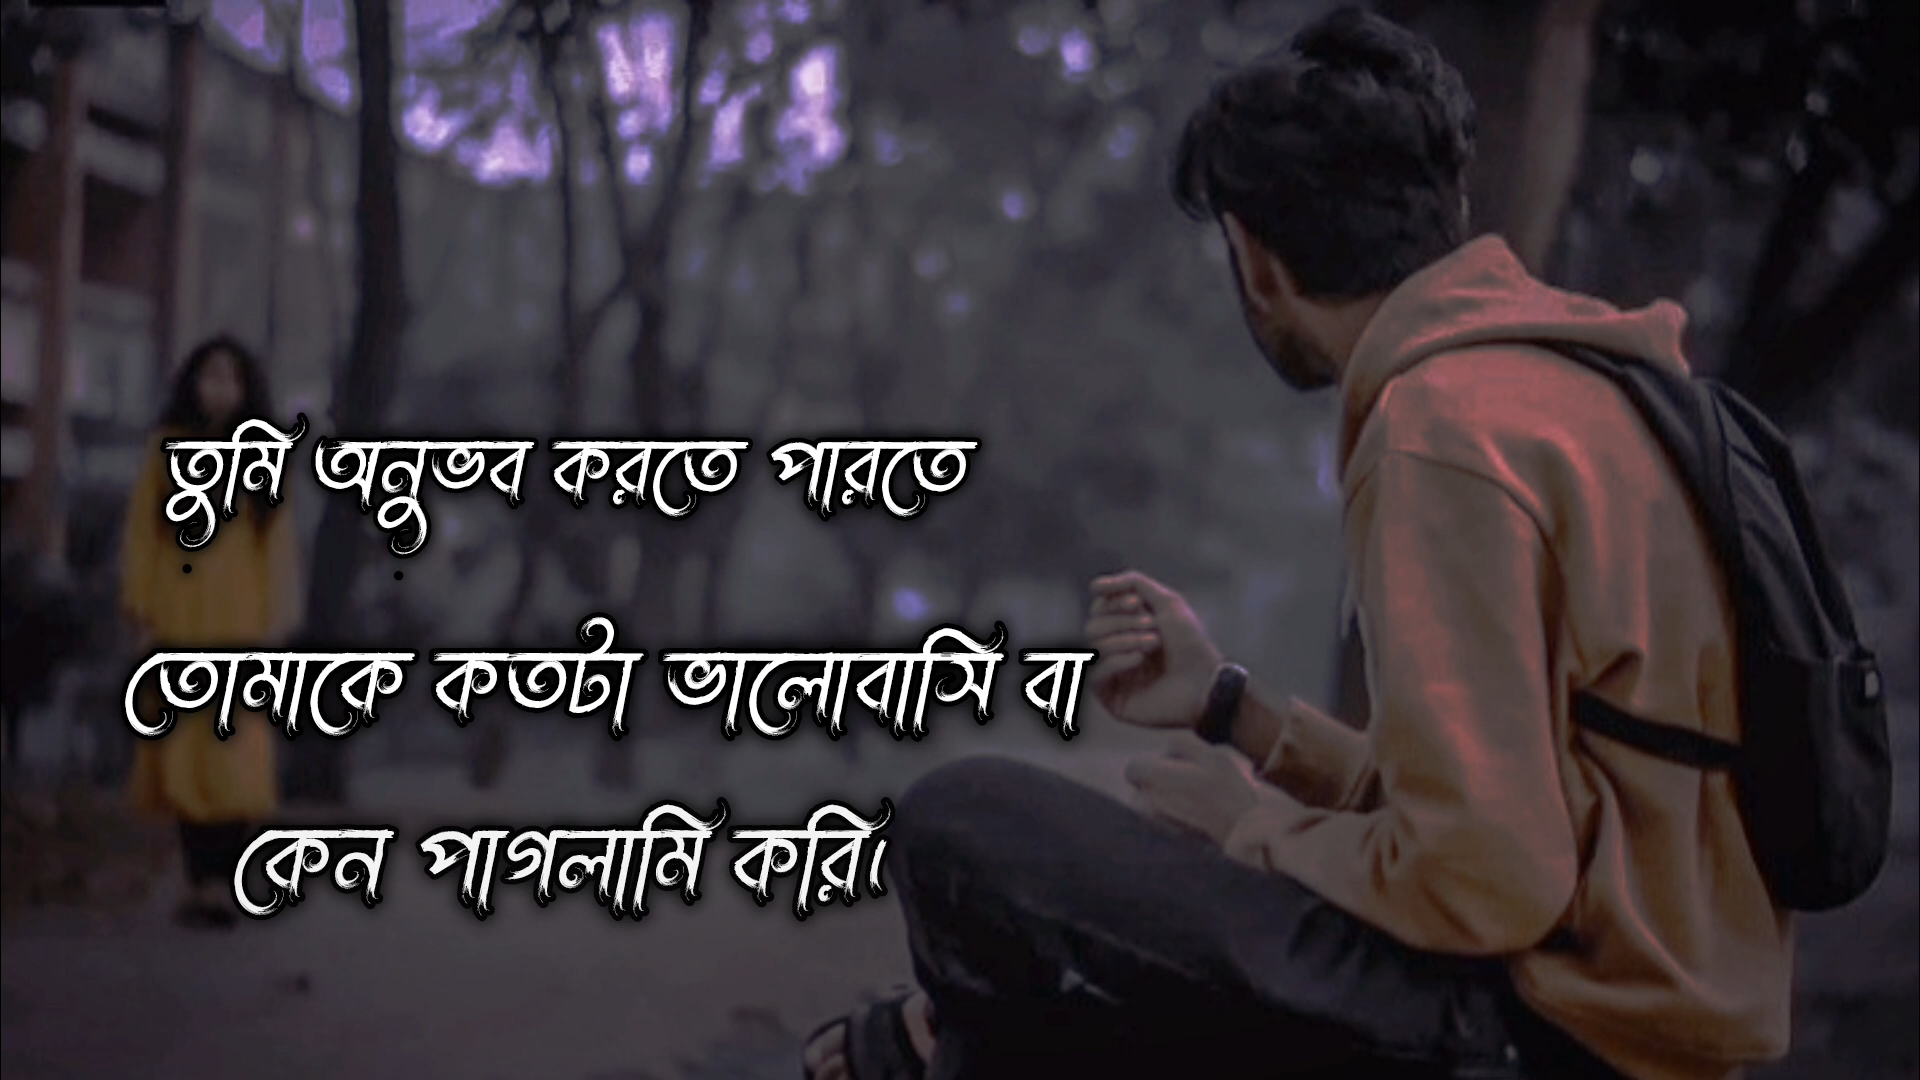 তুমি অনুভব করতে পারতে
তোমাকে কতটা ভালোবাসি বা
কেন পাগলামি করি।